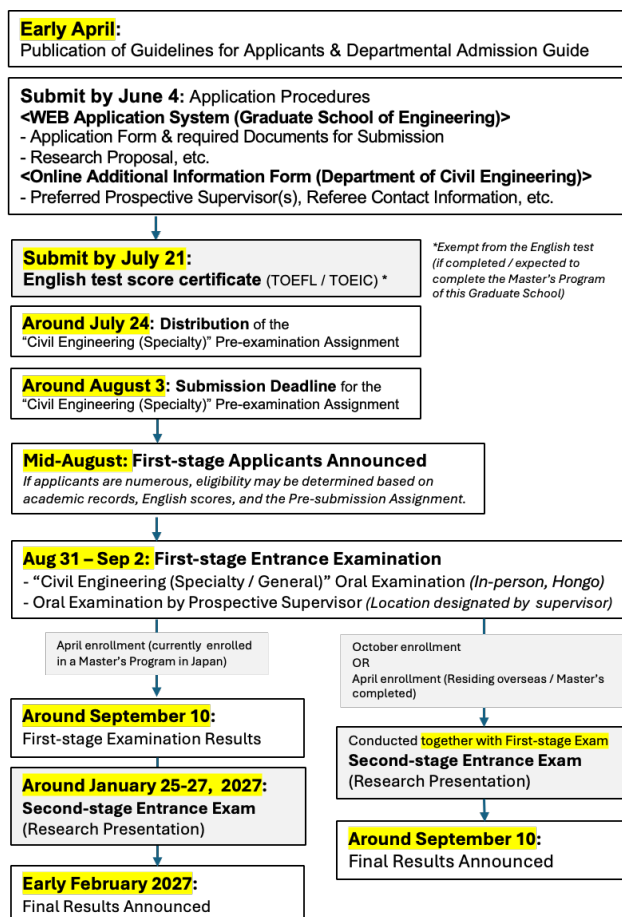 Early April:
Publication of Guidelines for Applicants & Departmental Admission Guide
Submit by June 4: Application Procedures
<WEB Application System (Graduate School of Engineering)>
- Application Form & required Documents for Submission
- Research Proposal, etc.
<Online Additional Information Form (Department of Civil Engineering)>
- Preferred Prospective Supervisor(s), Referee Contact Information, etc.
Submit by July 21:
English test score certificate (TOEFL / TOEIC) *
*Exempt from the English test
(if completed / expected to
complete the Master's Program
of this Graduate School)
Around July 24: Distribution of the
“Civil Engineering (Specialty)” Pre-examination Assignment
Around August 3: Submission Deadline for the
“Civil Engineering (Specialty)” Pre-examination Assignment
Mid-August: First-stage Applicants Announced
If applicants are numerous, eligibility may be determined based on
academic records, English scores, and the Pre-submission Assignment.
Aug 31 – Sep 2: First-stage Entrance Examination
- “Civil Engineering (Specialty / General)” Oral Examination (In-person, Hongo)
- Oral Examination by Prospective Supervisor (Location designated by supervisor)
April enrollment (currently enrolled
in a Master's Program in Japan)
October enrollment
OR
April enrollment (Residing overseas / Master's
completed)
Around September 10:
First-stage Examination Results
Conducted together with First-stage Exam
Second-stage Entrance Exam
(Research Presentation)
Around January 25-27, 2027:
Second-stage Entrance Exam
(Research Presentation)
Around September 10:
Final Results Announced
Early February 2027:
Final Results Announced